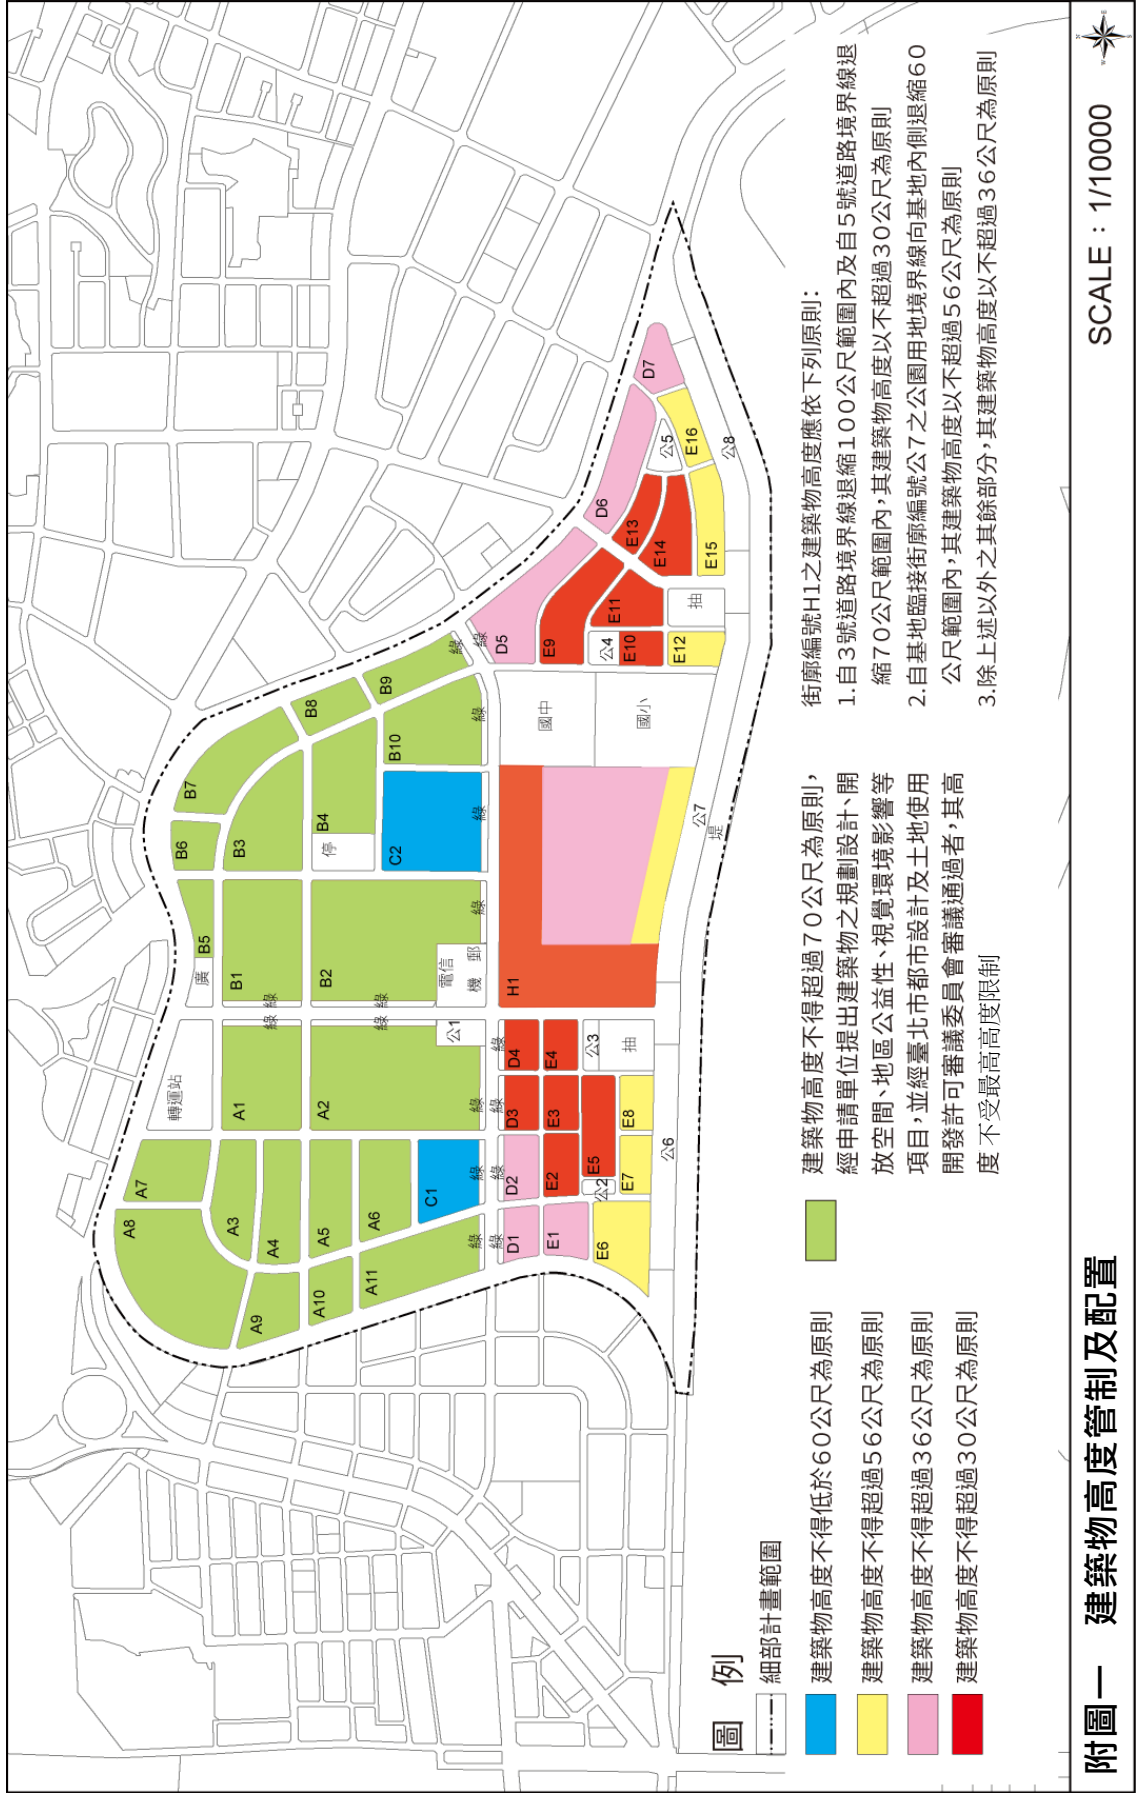 附圖一　建築物高度管制及配置
SCALE：1/10000
N
E
S
W
圖　例
細部計畫範圍
建築物高度不得低於60公尺為原則
建築物高度不得超過56公尺為原則
建築物高度不得超過36公尺為原則
建築物高度不得超過30公尺為原則
建築物高度不得超過70公尺為原則，
經申請單位提出建築物之規劃設計、開
放空間、地區公益性、視覺環境影響等
項目，並經臺北市都市設計及土地使用
開發許可審議委員會審議通過者，其高
度不受最高高度限制
街廓編號H1之建築物高度應依下列原則：
1.自3號道路境界線退縮100公尺範圍內及自5號道路境界線退
縮70公尺範圍內，其建築物高度以不超過30公尺為原則
2.自基地臨接街廓編號公7之公園用地境界線向基地內側退縮60
公尺範圍內，其建築物高度以不超過56公尺為原則
3.除上述以外之其餘部分，其建築物高度以不超過36公尺為原則
A8
A7
轉運站
廣
B5
B6
B7
A9
A3
A4
A1
B1
B3
B8
綠
綠
A10
A5
A2
B2
停
B4
B9
綠
綠
A11
A6
C1
公1
電信
機
郵
C2
B10
綠
綠
綠
綠
綠
綠
綠
綠
綠
綠
綠
綠
綠
D1
D2
D3
D4
H1
國中
D5
D6
D7
E1
E2
E3
E4
E9
E13
公5
E6
公2
E5
公3
國小
公4
E10
E11
E14
E16
E7
E8
抽
E12
抽
E15
公6
公7
堤
公8